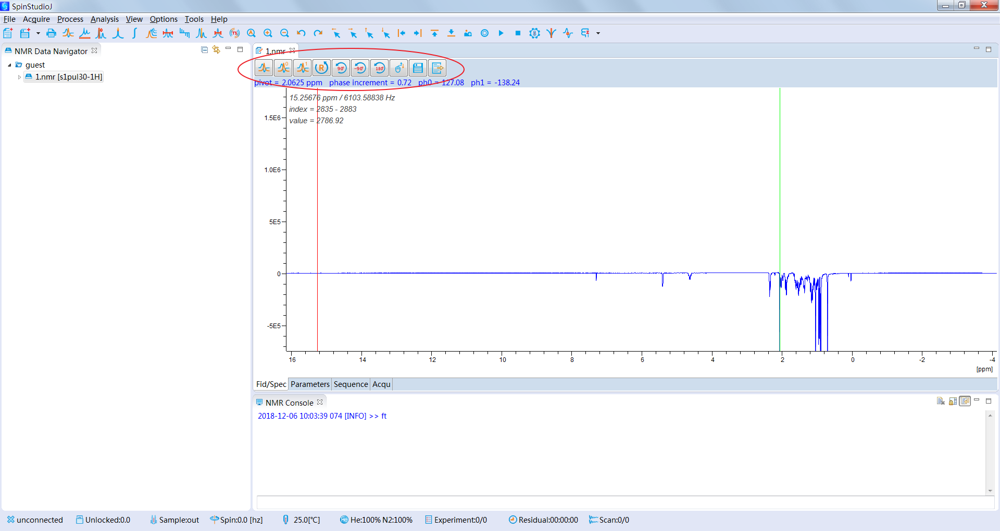 SpinStudioJ
File Acquire Process Analysis View Options Tools Help
NMR Data Navigator
guest
1.nmr [s1pul30-1H]
1.nmr
0 1 R 90° -90° 180°
pivot = 2.0625 ppm phase increment = 0.72 ph0 = 127.08 ph1 = -138.24
15.25676 ppm / 6103.58838 Hz
index = 2835 - 2883
value = 2786.92
1.5E6
1.0E6
5E5
0
-5E5
16 14 12 10 8 6 4 2 0 -2 -4
[ppm]
Fid/Spec Parameters Sequence Acqu
NMR Console
2018-12-06 10:03:39 074 [INFO] >> ft
unconnected Unlocked:0.0 Sample:out Spin:0.0 [hz] 25.0[℃] He:100% N2:100% Experiment:0/0 Residual:00:00:00 Scan:0/0